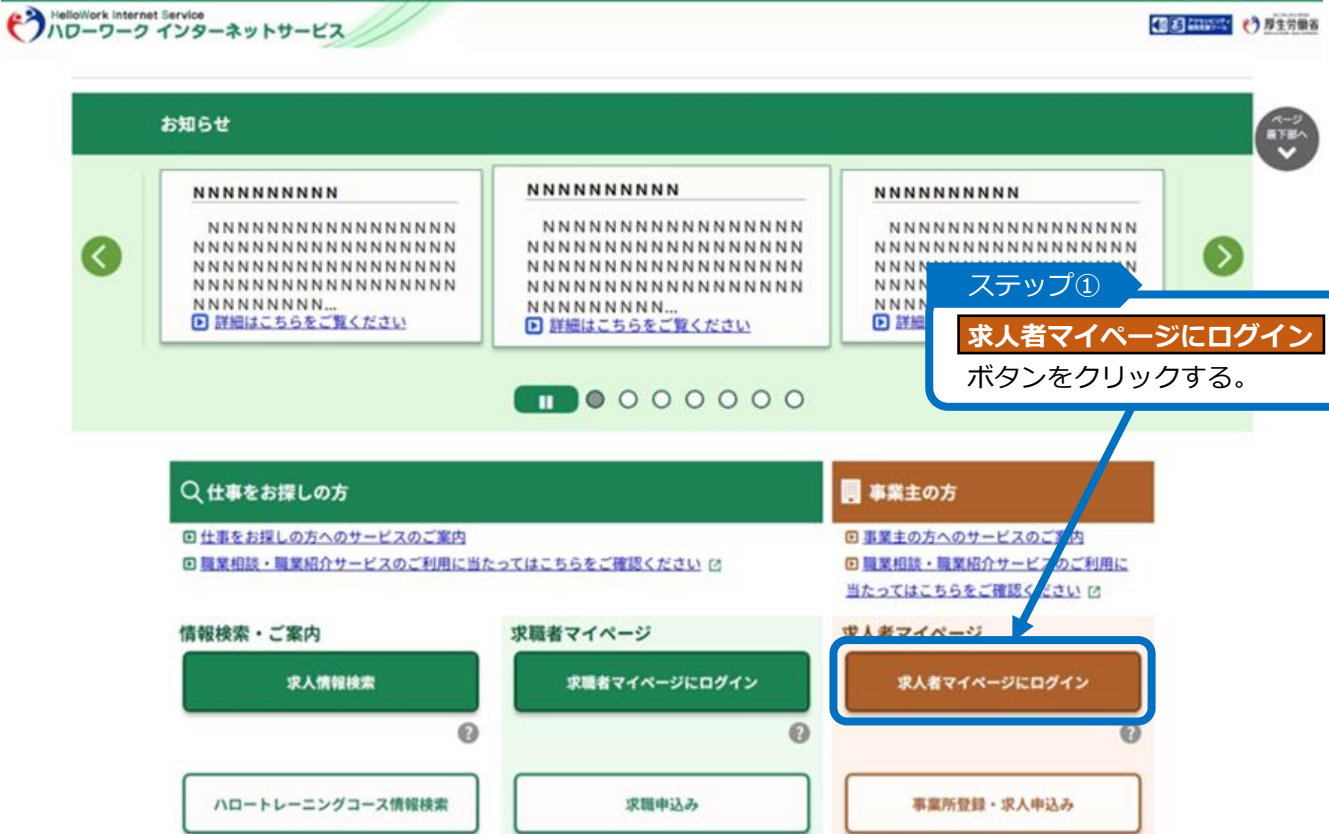 HelloWork Internet Service
ハローワーク インターネットサービス
厚生労働省
お知らせ
ページ
最下部へ
NNNNNNNNNN
NNNNNNNNNNNNNNNNN
NNNNNNNNNNNNNNNNNN
NNNNNNNNNNNNNNNNNN
NNNNNNNNNNNNNNNNNN
NNNNNNNNN...
詳細はこちらをご覧ください
NNNNNNNNNN
NNNNNNNNNNNNNNNNN
NNNNNNNNNNNNNNNNNN
NNNNNNNNNNNNNNNNNN
NNNNNNNNNNNNNNNNNN
NNNNNNNNN...
詳細はこちらをご覧ください
NNNNNNNNNN
NNNNNNNNNNNNNNNNN
NNNNNNNNNNNNNNNNNN
NNNN
NNNN
NNNN
詳細
ステップ①
求人者マイページにログイン
ボタンをクリックする。
仕事をお探しの方
仕事をお探しの方へのサービスのご案内
職業相談・職業紹介サービスのご利用に当たってはこちらをご確認ください
事業主の方
事業主の方へのサービスのご案内
職業相談・職業紹介サービスのご利用に
当たってはこちらをご確認ください
情報検索・ご案内
求職者マイページ
求人者マイページ
求人情報検索
求職者マイページにログイン
求人者マイページにログイン
?
?
?
ハロートレーニングコース情報検索
求職申込み
事業所登録・求人申込み